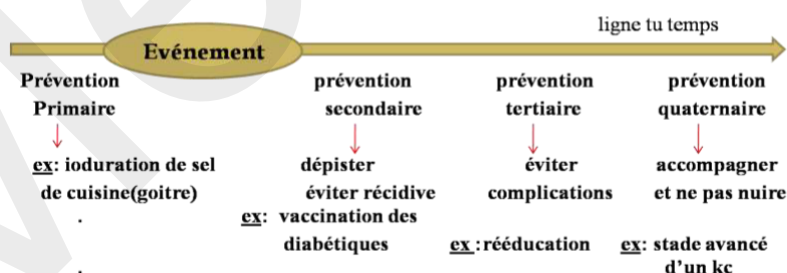 ligne tu temps
Evénement
Prévention
Primaire
ex: ioduration de sel
de cuisine(goitre)
.
.
prévention
secondaire
dépister
éviter récidive
ex: vaccination des
diabétiques
prévention
tertiaire
éviter
complications
ex :rééducation
prévention
quaternaire
accompagner
et ne pas nuire
ex: stade avancé
d'un kc